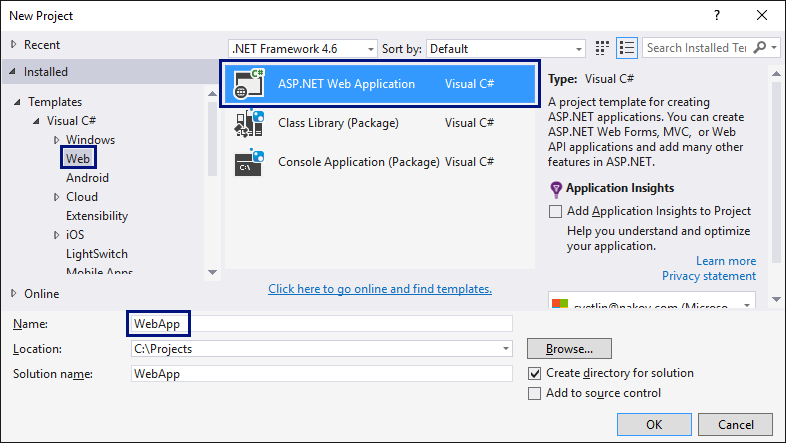 New Project
? ×
Recent
.NET Framework 4.6
Sort by:
Default
Search Installed Te
Installed
Templates
Visual C#
Windows
Web
Android
Cloud
Extensibility
iOS
LightSwitch
Mobile Apps
Online
ASP.NET Web Application Visual C#
Class Library (Package) Visual C#
Console Application (Package) Visual C#
Click here to go online and find templates.
Type: Visual C#
A project template for creating
ASP.NET applications. You can create
ASP.NET Web Forms, MVC, or Web
API applications and add many other
features in ASP.NET.
Application Insights
Add Application Insights to Project
Help you understand and optimize
your application.
Learn more
Privacy statement
svetlin@nakov.com (Microso
Name: WebApp
Location: C:\Projects
Browse...
Solution name: WebApp
Create directory for solution
Add to source control
OK
Cancel